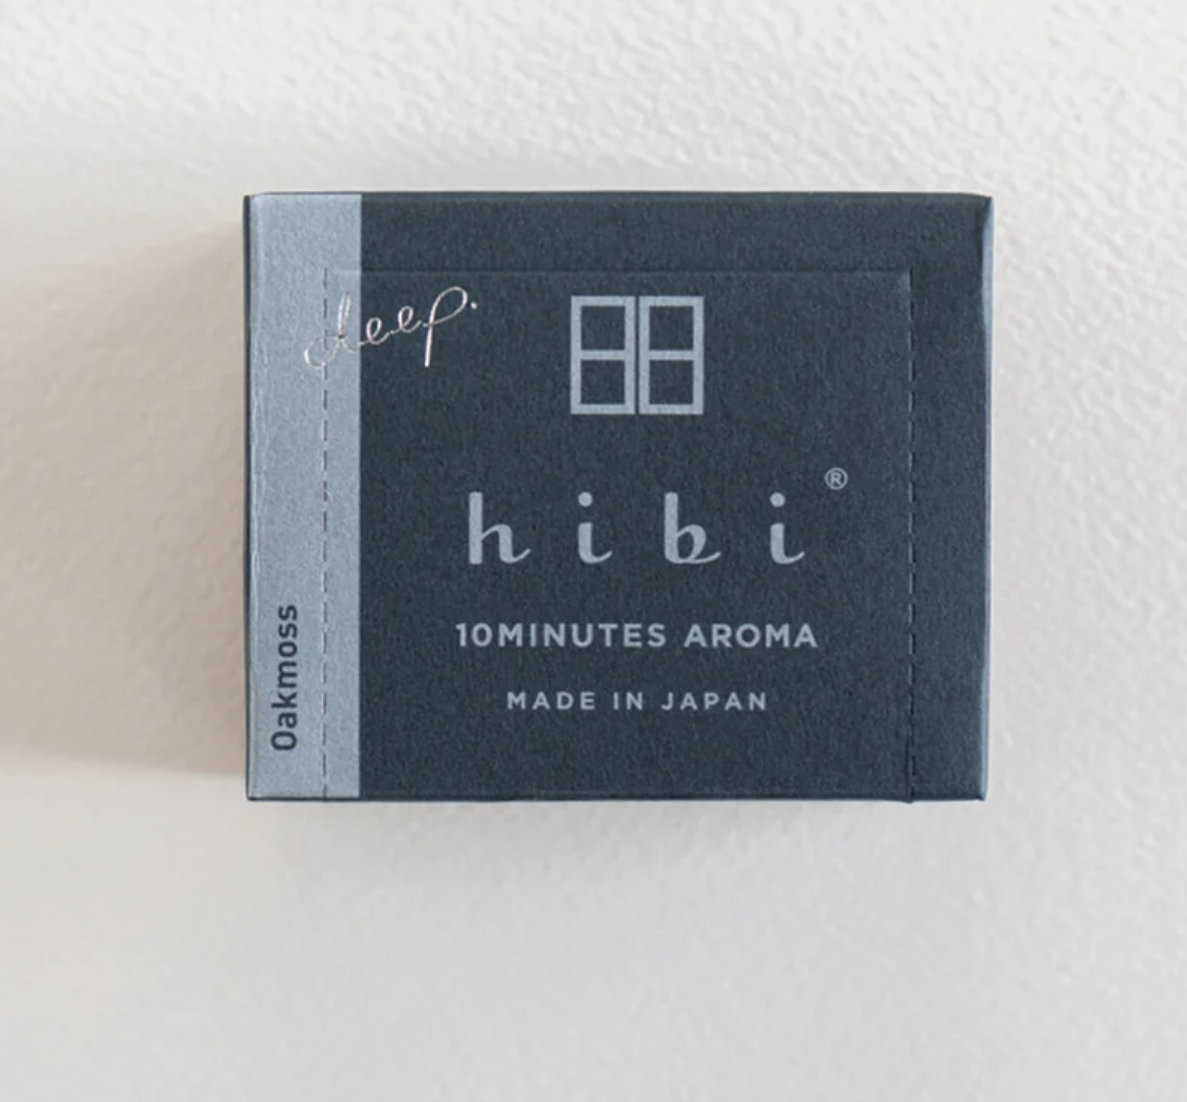 deep.
hibi®
10MINUTES AROMA
MADE IN JAPAN
Oakmoss